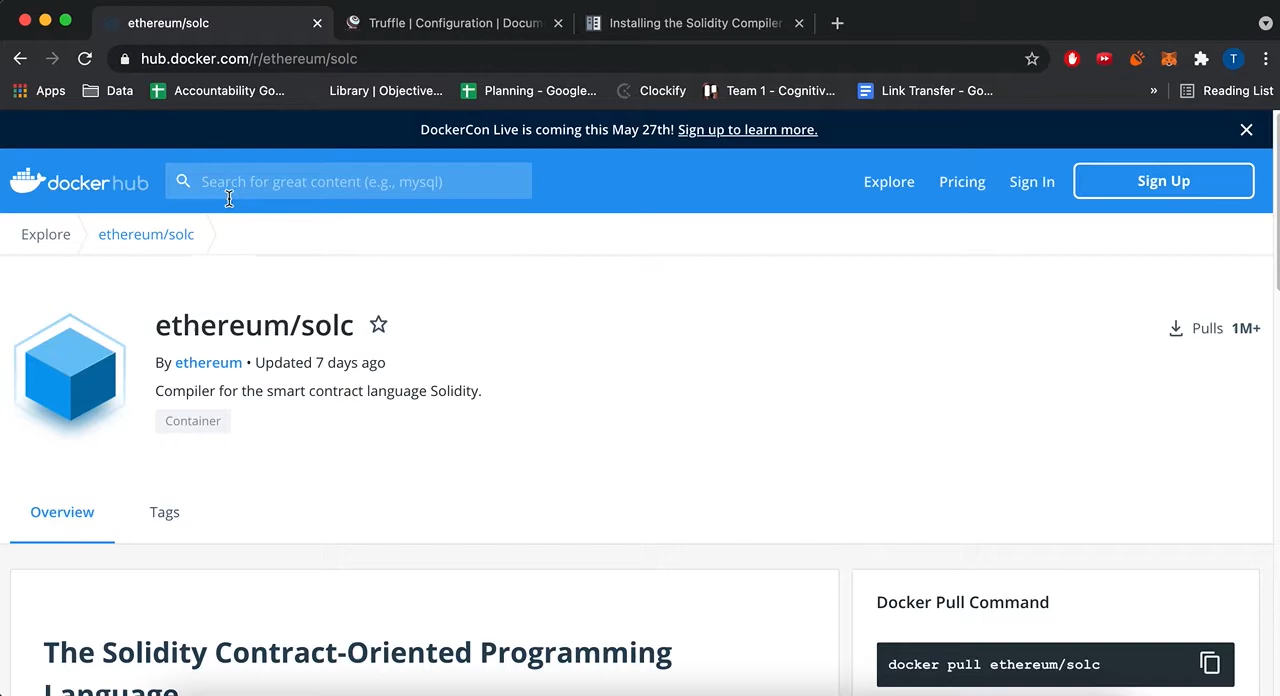 ethereum/solc
Truffle | Configuration | Docum
Installing the Solidity Compiler
hub.docker.com/r/ethereum/solc
T
Apps
Data
Accountability Go...
Library | Objective...
Planning - Google...
Clockify
Team 1 - Cognitiv...
Link Transfer - Go...
»
Reading List
DockerCon Live is coming this May 27th! Sign up to learn more.
docker hub
Search for great content (e.g., mysql)
Explore
Pricing
Sign In
Sign Up
Explore
ethereum/solc
ethereum/solc
Pulls 1M+
By ethereum • Updated 7 days ago
Compiler for the smart contract language Solidity.
Container
Overview
Tags
The Solidity Contract-Oriented Programming
Language
Docker Pull Command
docker pull ethereum/solc